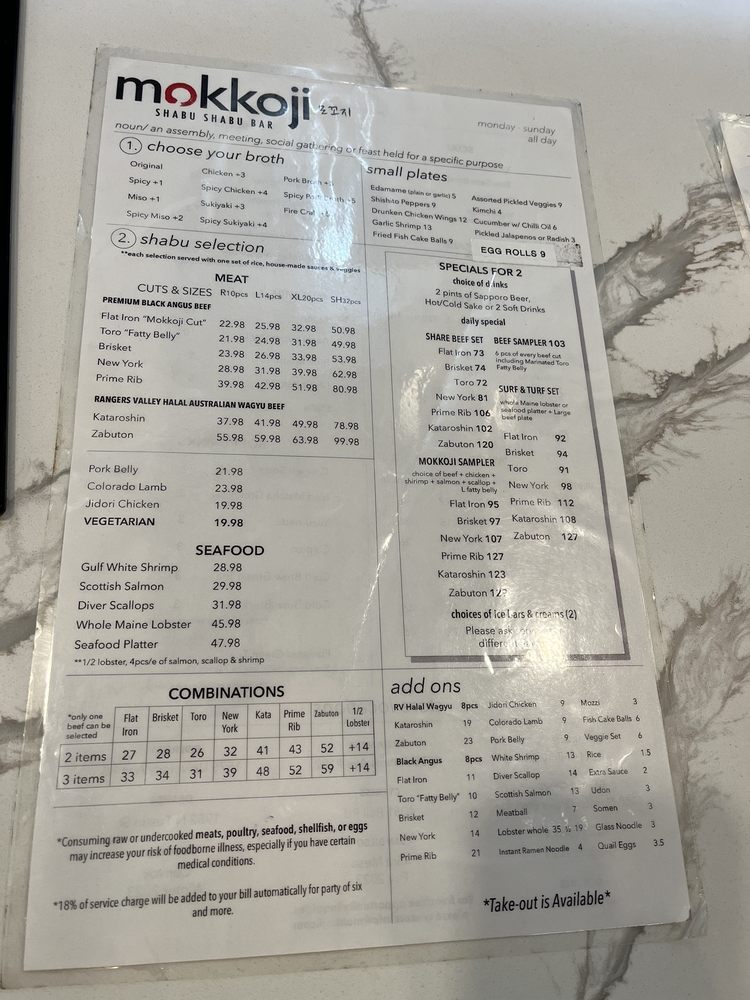 mokkoji 모꼬지
SHABU SHABU BAR
monday - sunday
all day
noun/ an assembly, meeting, social gathering or feast held for a specific purpose
1. choose your broth
Original Chicken +3 Pork Broth
Spicy +1 Spicy Chicken +4 Spicy Broth +5
Miso +1 Sukiyaki +3 Fire
Spicy Miso +2 Spicy Sukiyaki +4
small plates
Edamame (plain or garlic) 5 Assorted Pickled Veggies 9
Shishito Peppers 9 Kimchi 4
Drunken Chicken Wings 12 Cucumber w/ Chili Oil 6
Garlic Shrimp 13 Pickled Jalapenos or Radish 3
Fried Fish Cake Balls 9
EGG ROLLS 9
2. shabu selection
**each selection served with one set of rice, house-made sauces & veggies
MEAT
CUTS & SIZES R10pcs L14pcs XL20pcs SH32pcs
PREMIUM BLACK ANGUS BEEF
Flat Iron "Mokkoji Cut" 22.98 25.98 32.98 50.98
Toro "Fatty Belly" 21.98 24.98 31.98 49.98
Brisket 23.98 26.98 33.98 53.98
New York 28.98 31.98 39.98 62.98
Prime Rib 39.98 42.98 51.98 80.98
RANGERS VALLEY HALAL AUSTRALIAN WAGYU BEEF
Kataroshin 37.98 41.98 49.98 78.98
Zabuton 55.98 59.98 63.98 99.98
Pork Belly 21.98
Colorado Lamb 23.98
Jidori Chicken 19.98
VEGETARIAN 19.98
SEAFOOD
Gulf White Shrimp 28.98
Scottish Salmon 29.98
Diver Scallops 31.98
Whole Maine Lobster 45.98
Seafood Platter 47.98
**1/2 lobster, 4pcs/e of salmon, scallop & shrimp
SPECIALS FOR 2
choice of drinks
2 pints of Sapporo Beer,
Hot/Cold Sake or 2 Soft Drinks
daily special
SHARE BEEF SET
Flat Iron 73
Brisket 74
Toro 72
New York 81
Prime Rib 106
Kataroshin 102
Zabuton 120
MOKKOJI SAMPLER
choice of beef + chicken +
shrimp + salmon + scallop +
L fatty belly
Flat Iron 95
Brisket 97
New York 107
Prime Rib 127
Kataroshin 123
Zabuton
BEEF SAMPLER 103
6 pcs of every beef cut
including Marinated Toro
Fatty Belly
SURF & TURF SET
whole Maine lobster or
seafood platter + Large
beef plate
Flat Iron 92
Brisket 94
Toro 91
New York 98
Prime Rib 112
Kataroshin 108
Zabuton 127
choices of Ice Bars & creams (2)
Please ask
COMBINATIONS
*only one beef can be selected Flat Iron Brisket Toro New York Kata Prime Rib Zabuton 1/2 Lobster
2 items 27 28 26 32 41 43 52 +14
3 items 33 34 31 39 48 52 59 +14
add ons
RV Halal Wagyu 8pcs Jidori Chicken 9 Mozzi 3
Kataroshin 19 Colorado Lamb 9 Fish Cake Balls 6
Zabuton 23 Pork Belly 9 Veggie Set 6
Black Angus 8pcs White Shrimp 13 Rice 1.5
Flat Iron 11 Diver Scallop 14 Extra Sauce 2
Toro "Fatty Belly" 10 Scottish Salmon 13 Udon 3
Brisket 12 Meatball 7 Somen 3
New York 14 Lobster whole 35 ½ 19 Glass Noodle 3
Prime Rib 21 Instant Ramen Noodle 4 Quail Eggs 3.5
*Consuming raw or undercooked meats, poultry, seafood, shellfish, or eggs
may increase your risk of foodborne illness, especially if you have certain
medical conditions.
*18% of service charge will be added to your bill automatically for party of six
and more.
*Take-out is Available*